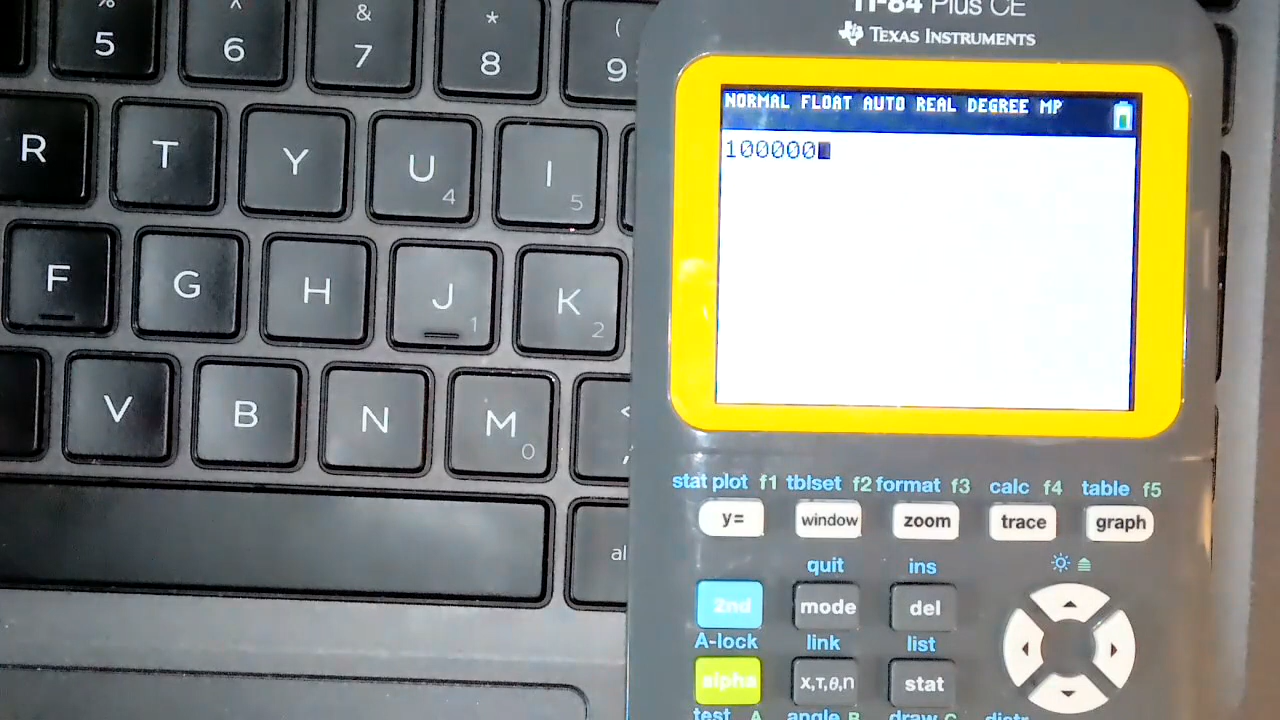 % 5
^ 6
& 7
* 8
( 9
R
T
Y
U 4
I 5
F
G
H
J 1
K 2
V
B
N
M 0
<
,
TI-84 Plus CE
TEXAS INSTRUMENTS
NORMAL FLOAT AUTO REAL DEGREE MP
100000
stat plot f1 tblset f2 format f3 calc f4 table f5
y= window zoom trace graph
quit ins
2nd mode del
A-lock link list
alpha x,T,θ,n stat
test A angle B draw C distr